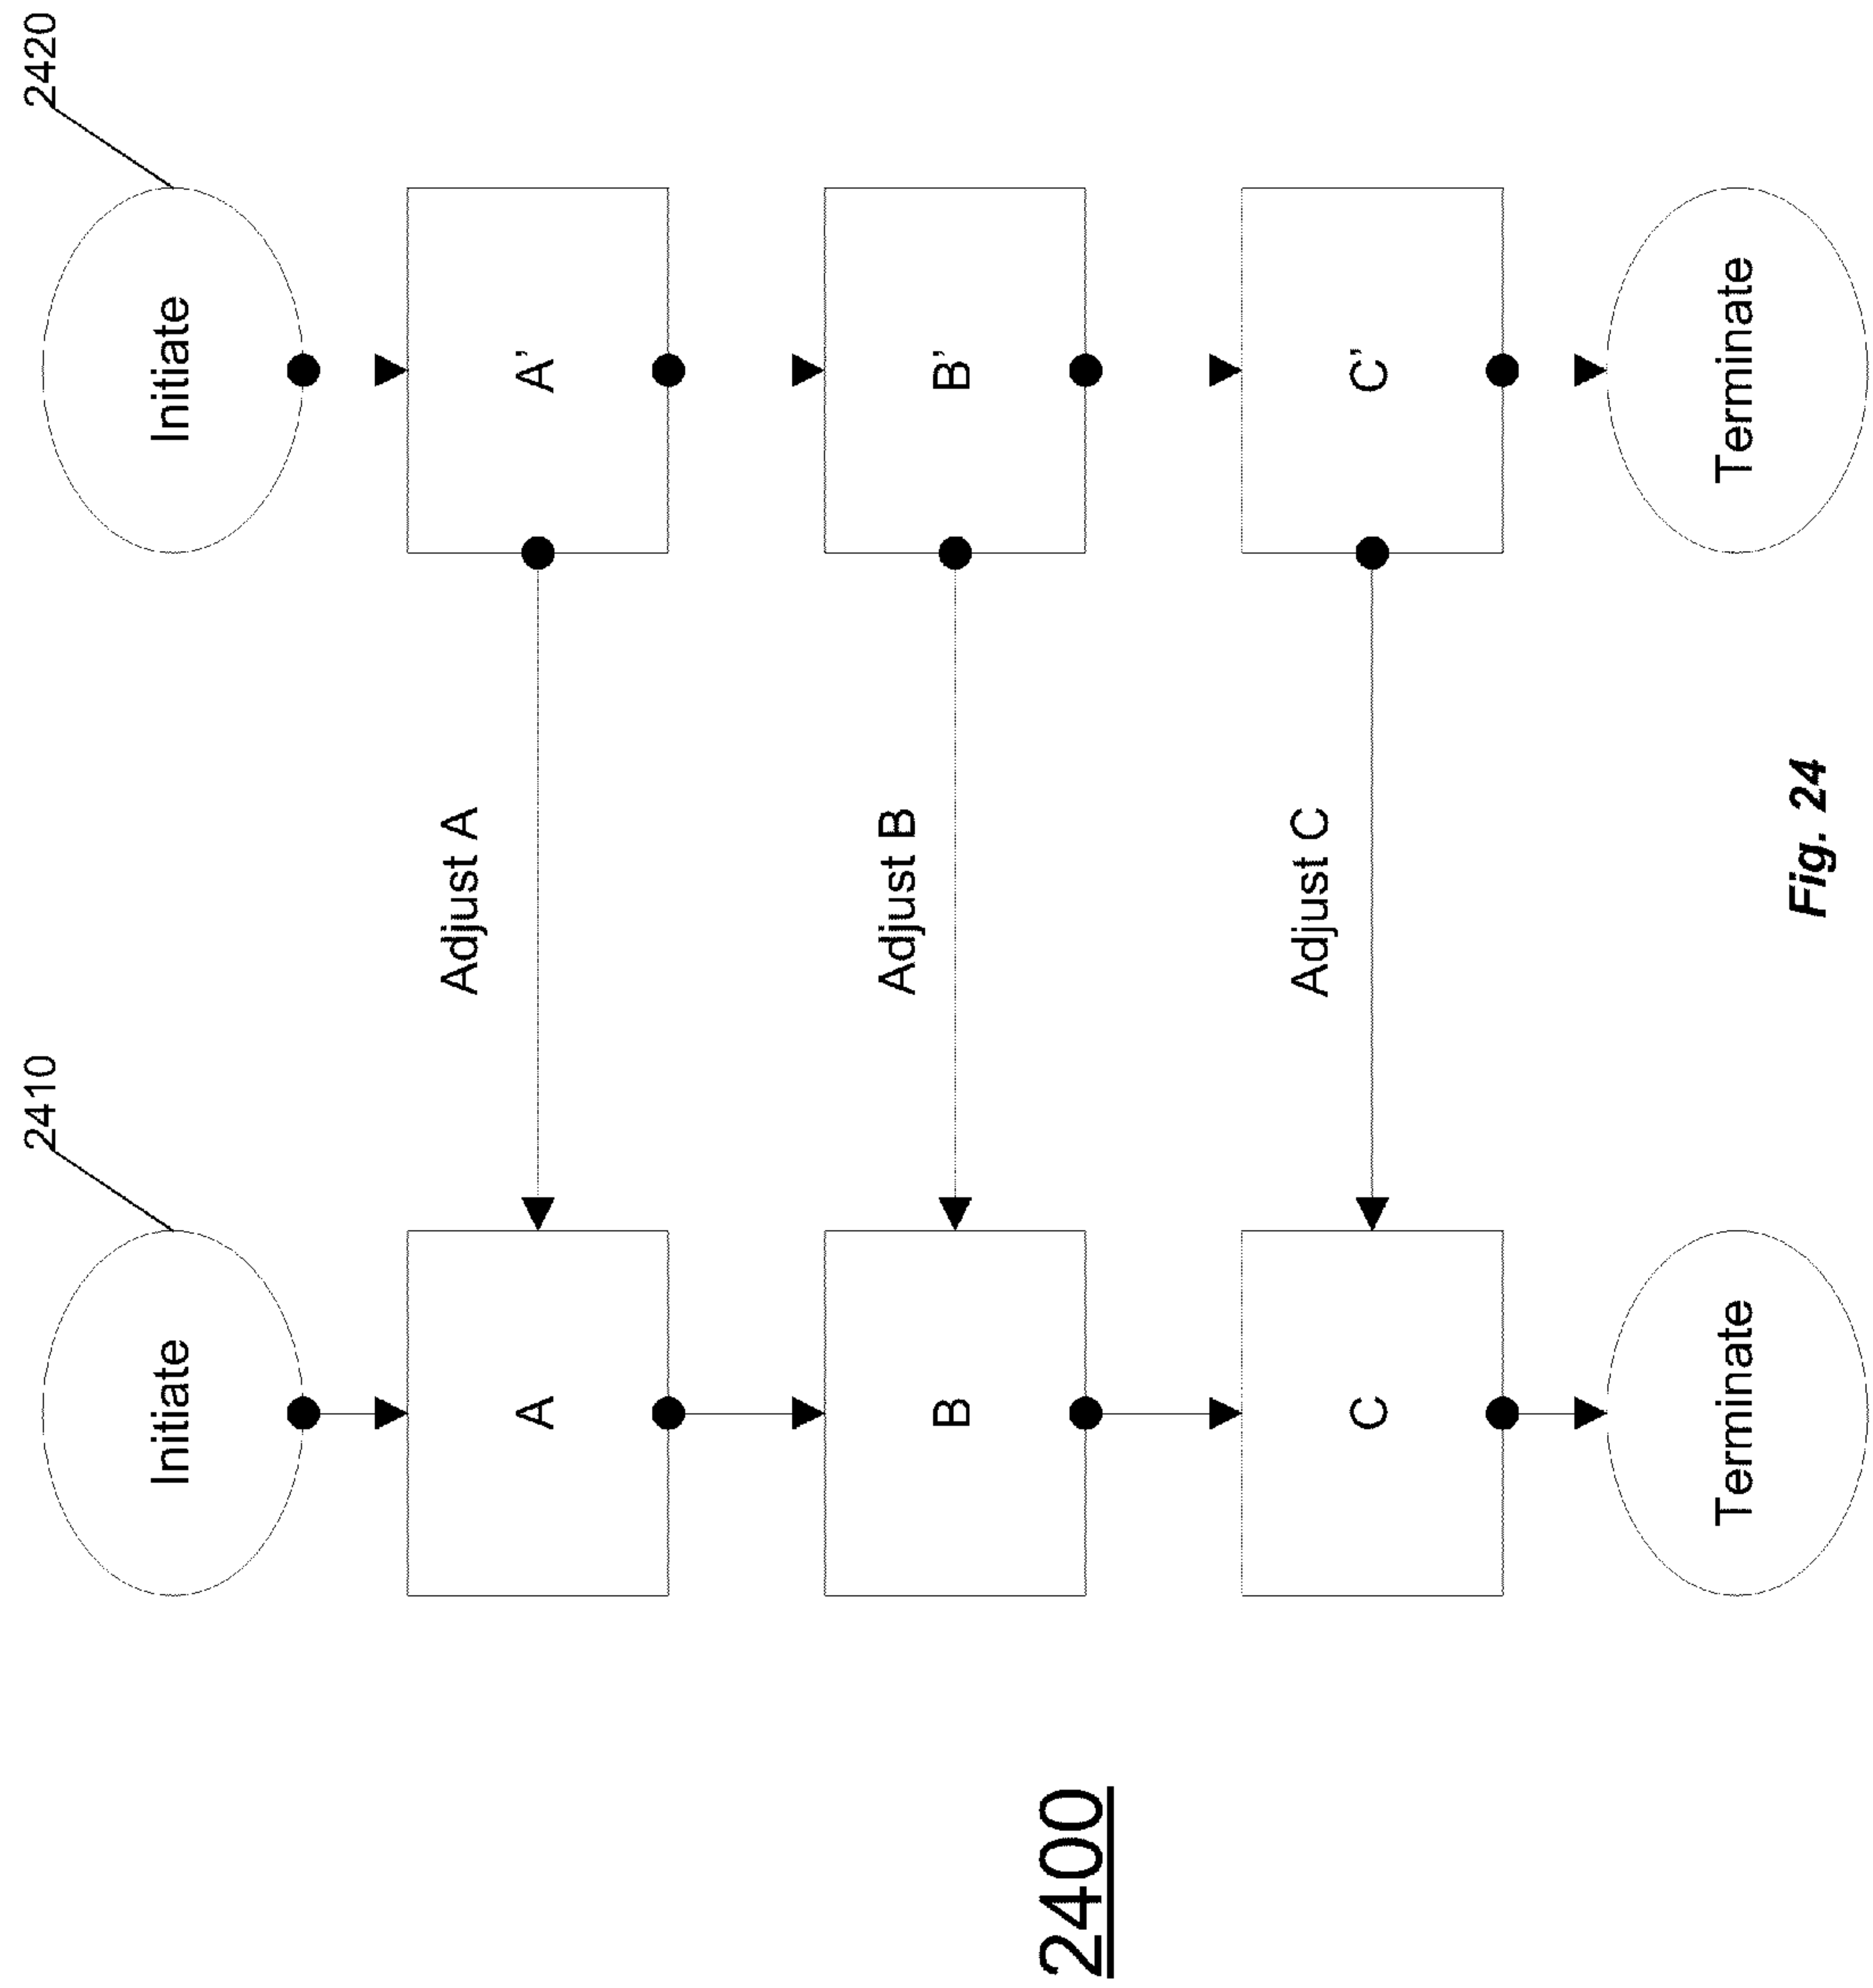 2410
2420
Initiate
Initiate
Adjust A
A
A’
Adjust B
B
B’
2400
Adjust C
C
C’
Terminate
Terminate
Fig. 24